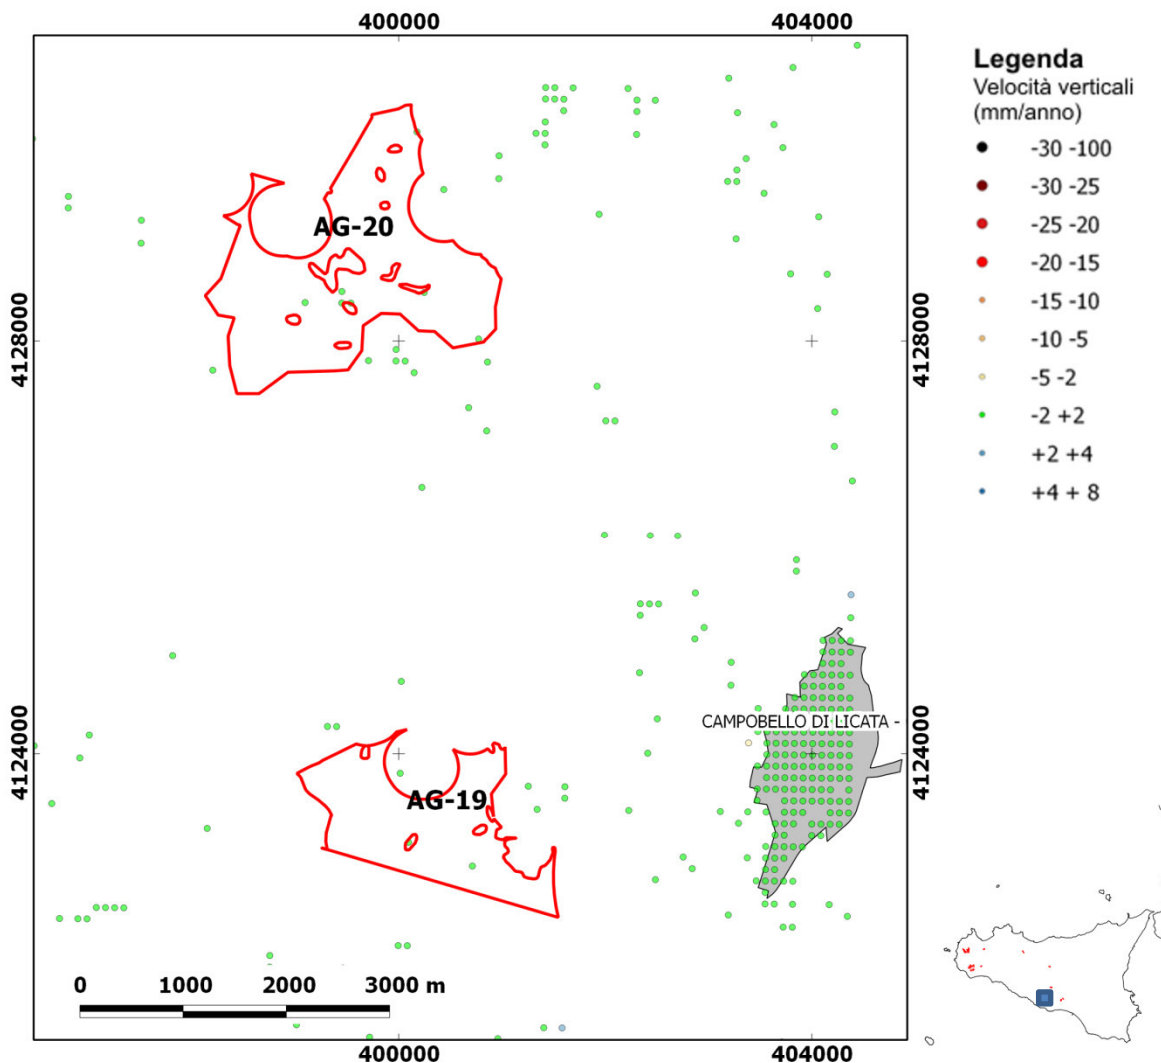 400000 404000
Legenda
Velocità verticali
(mm/anno)
-30 -100
-30 -25
-25 -20
-20 -15
-15 -10
-10 -5
-5 -2
-2 +2
+2 +4
+4 + 8
AG-20
4128000 4128000
CAMPOBELLO DI LICATA -
4124000 4124000
AG-19
0 1000 2000 3000 m
400000 404000